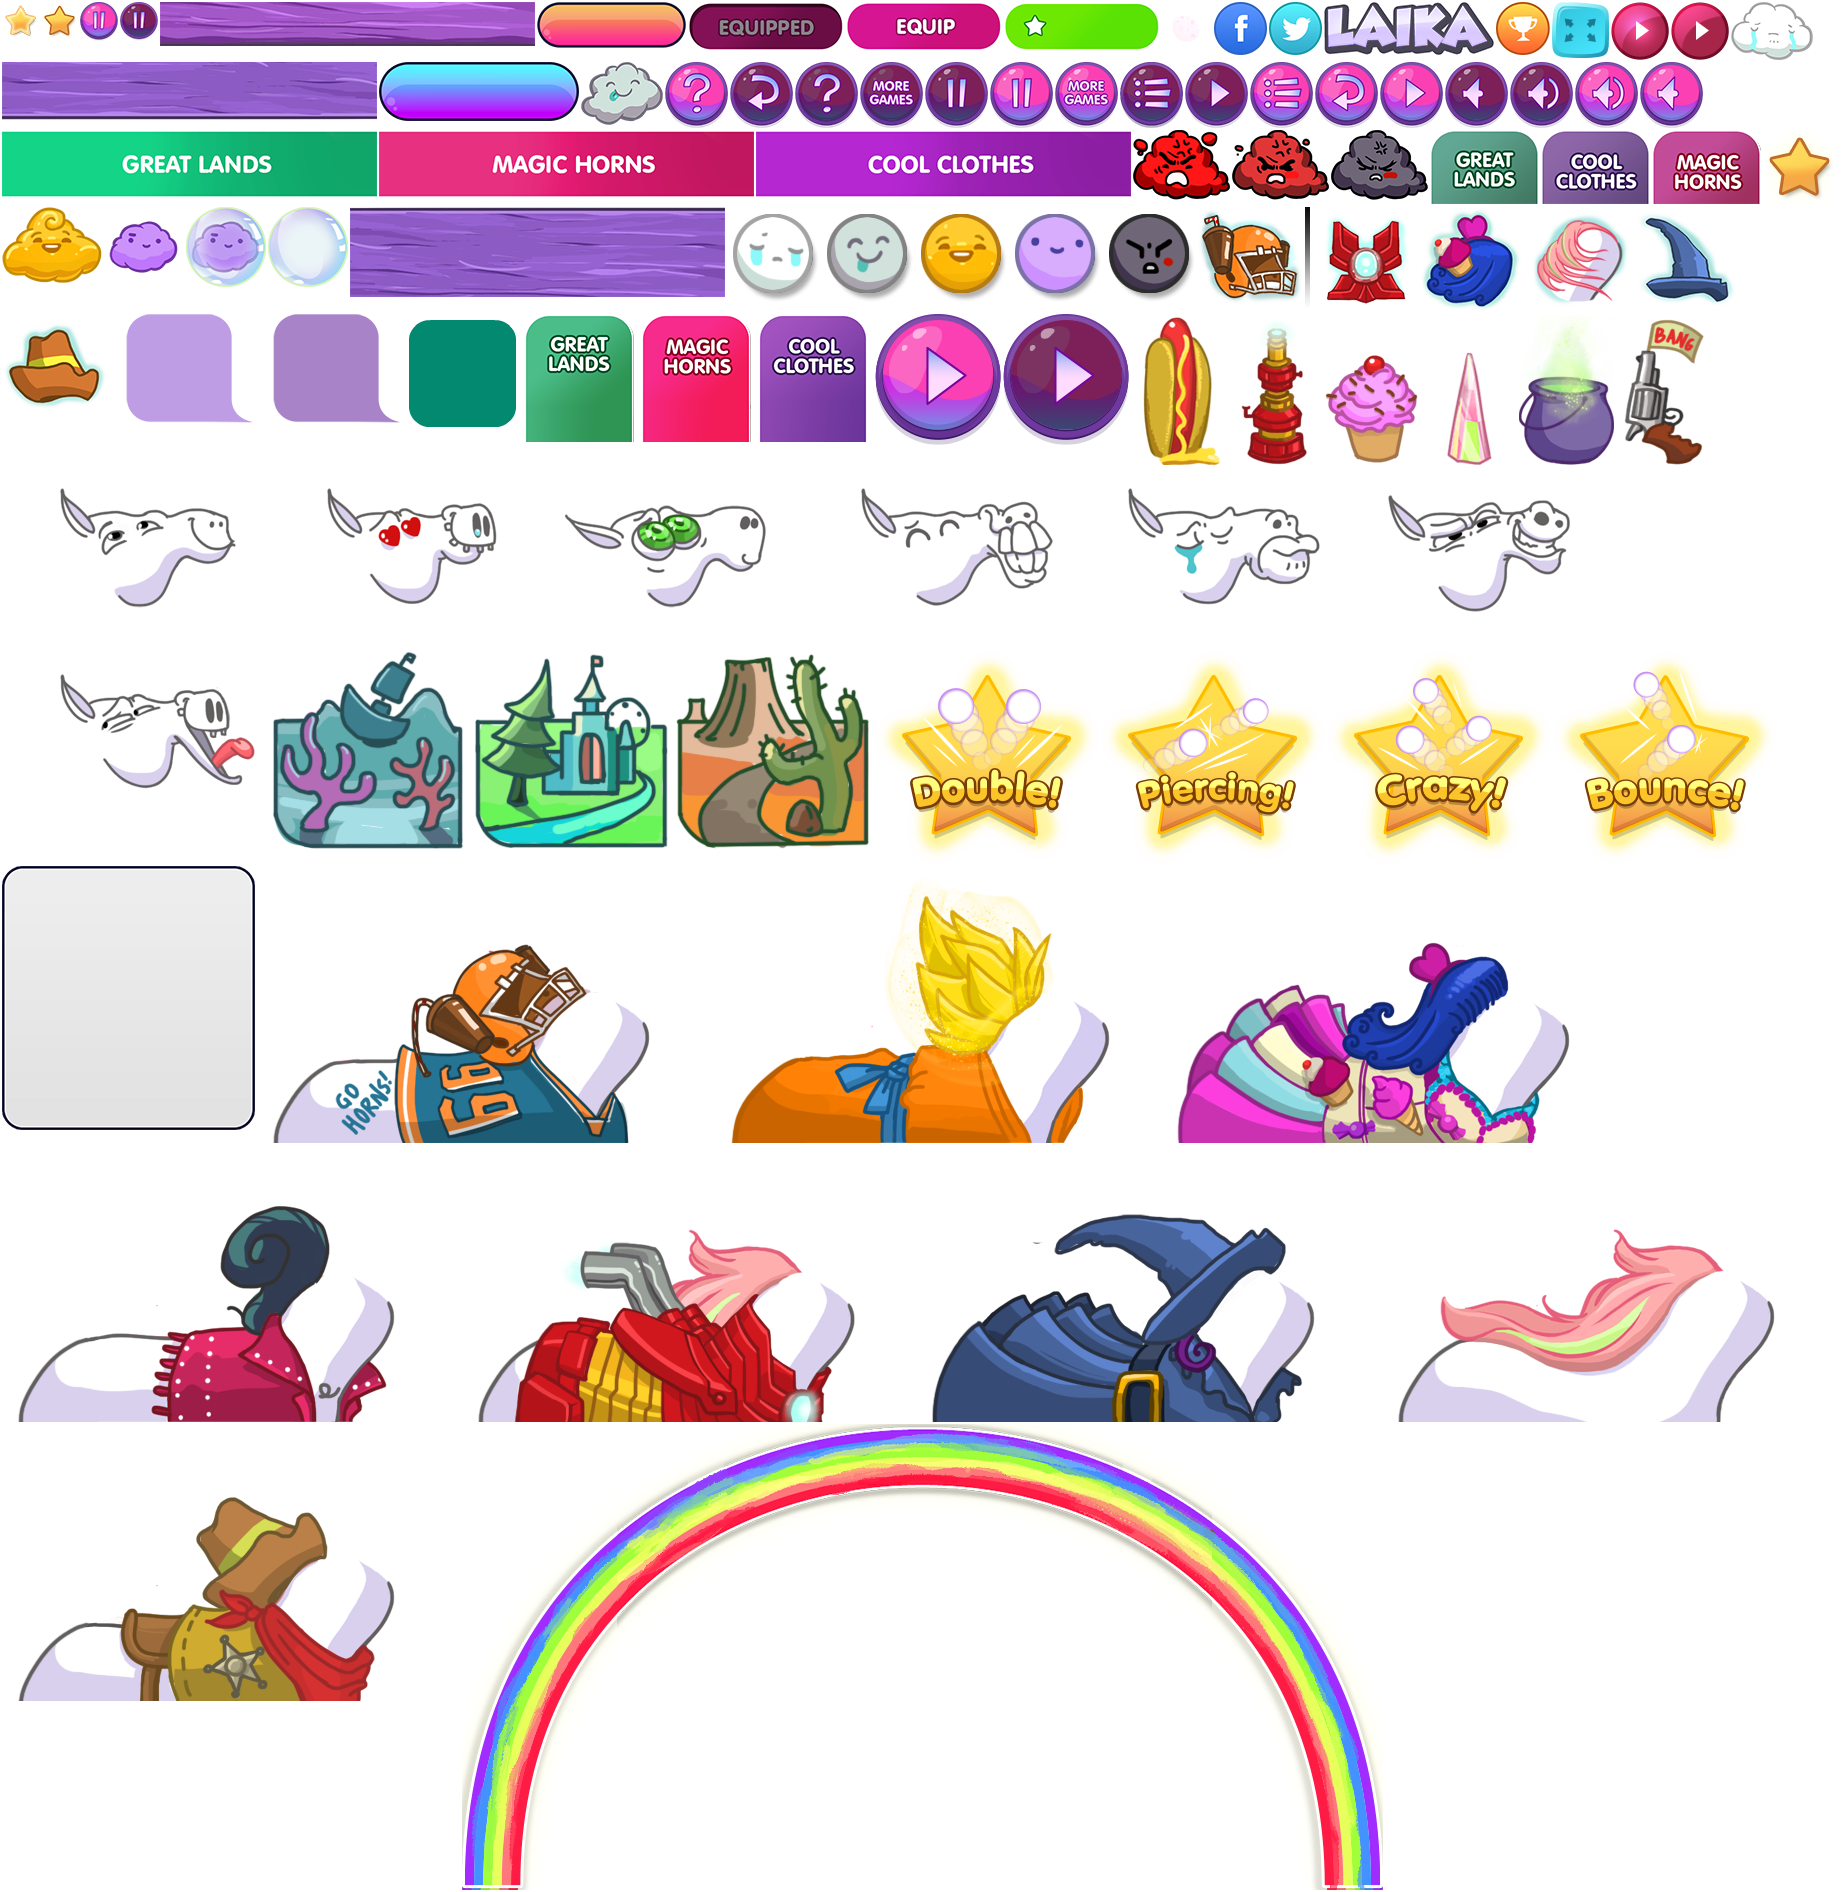 EQUIPPED
EQUIP
LAIKA
MORE
GAMES
MORE
GAMES
GREAT LANDS
MAGIC HORNS
COOL CLOTHES
GREAT
LANDS
COOL
CLOTHES
MAGIC
HORNS
GREAT
LANDS
MAGIC
HORNS
COOL
CLOTHES
BANG
Double!
Piercing!
Crazy!
Bounce!
GO
HORNS!
66